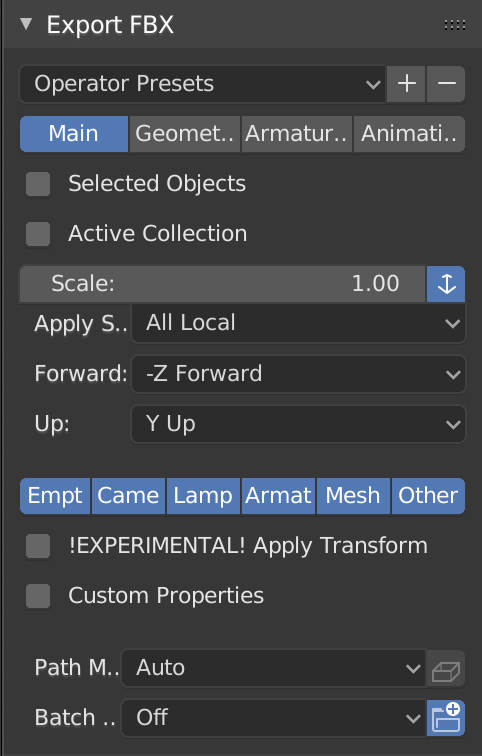 Export FBX
Operator Presets
Main Geomet.. Armatur.. Animati..
Selected Objects
Active Collection
Scale: 1.00
Apply S.. All Local
Forward: -Z Forward
Up: Y Up
Empt Came Lamp Armat Mesh Other
!EXPERIMENTAL! Apply Transform
Custom Properties
Path M.. Auto
Batch .. Off